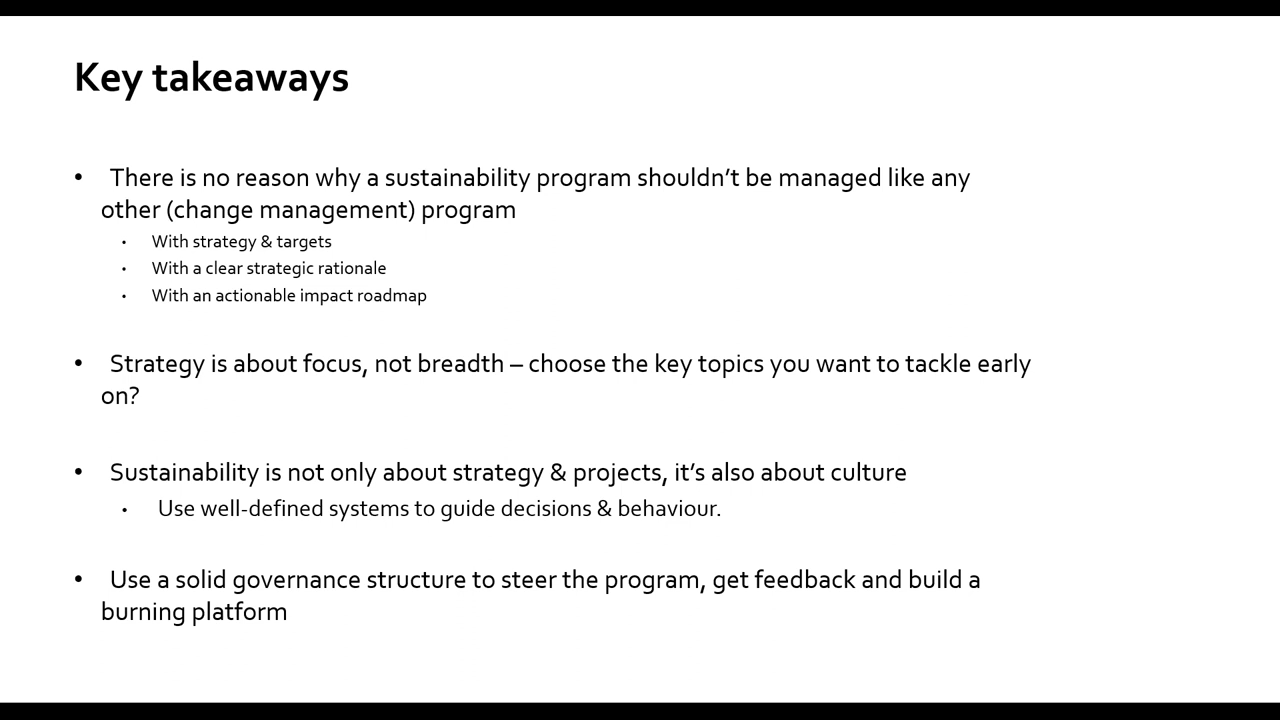 Key takeaways
• There is no reason why a sustainability program shouldn’t be managed like any
other (change management) program
• With strategy & targets
• With a clear strategic rationale
• With an actionable impact roadmap
• Strategy is about focus, not breadth – choose the key topics you want to tackle early
on?
• Sustainability is not only about strategy & projects, it’s also about culture
• Use well-defined systems to guide decisions & behaviour.
• Use a solid governance structure to steer the program, get feedback and build a
burning platform